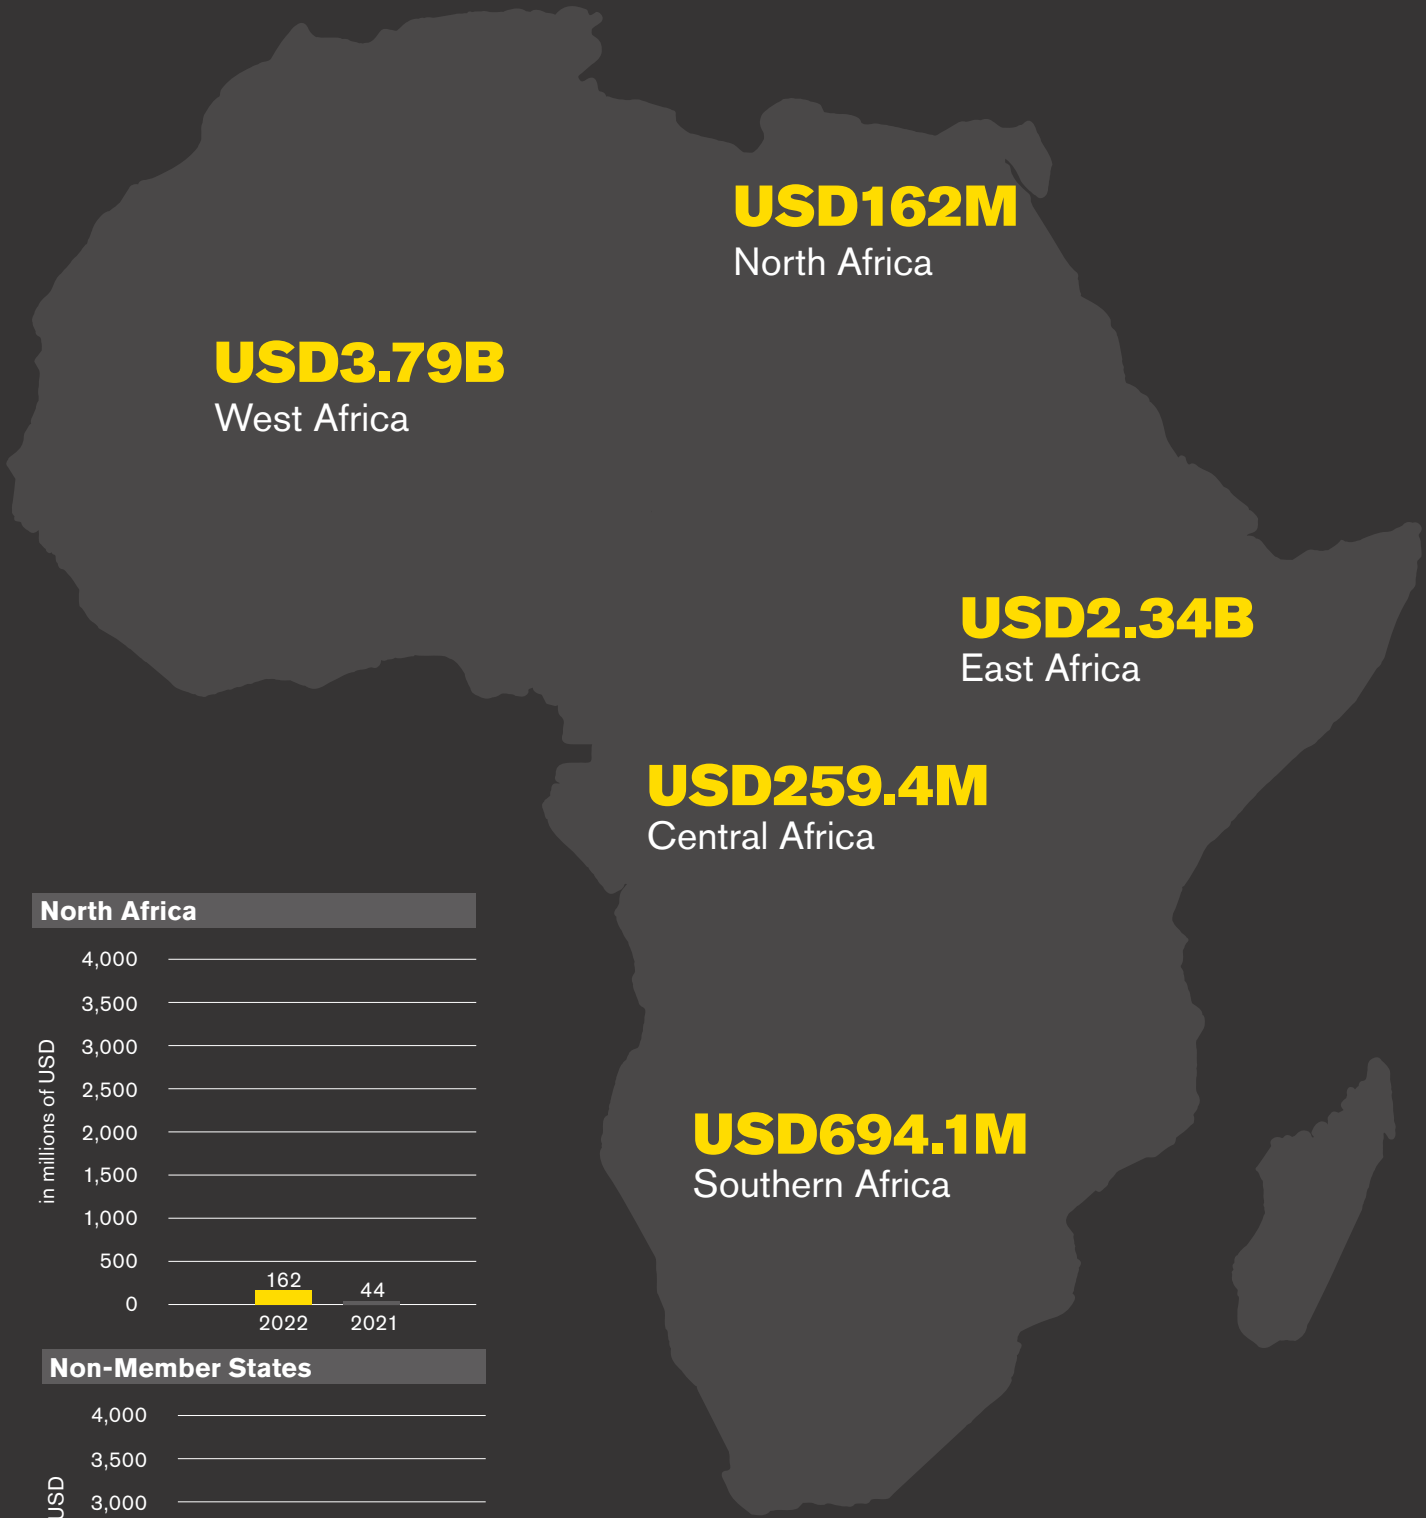 USD162M
North Africa
USD3.79B
West Africa
USD2.34B
East Africa
USD259.4M
Central Africa
USD694.1M
Southern Africa
North Africa
in millions of USD
4,000
3,500
3,000
2,500
2,000
1,500
1,000
500
0
162
44
2022
2021
Non-Member States
4,000
3,500
3,000
USD